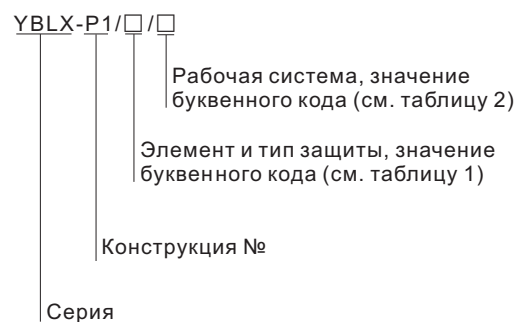 YBLX-P1/□/□
Рабочая система, значение
буквенного кода (см. таблицу 2)
Элемент и тип защиты, значение
буквенного кода (см. таблицу 1)
Конструкция №
Серия